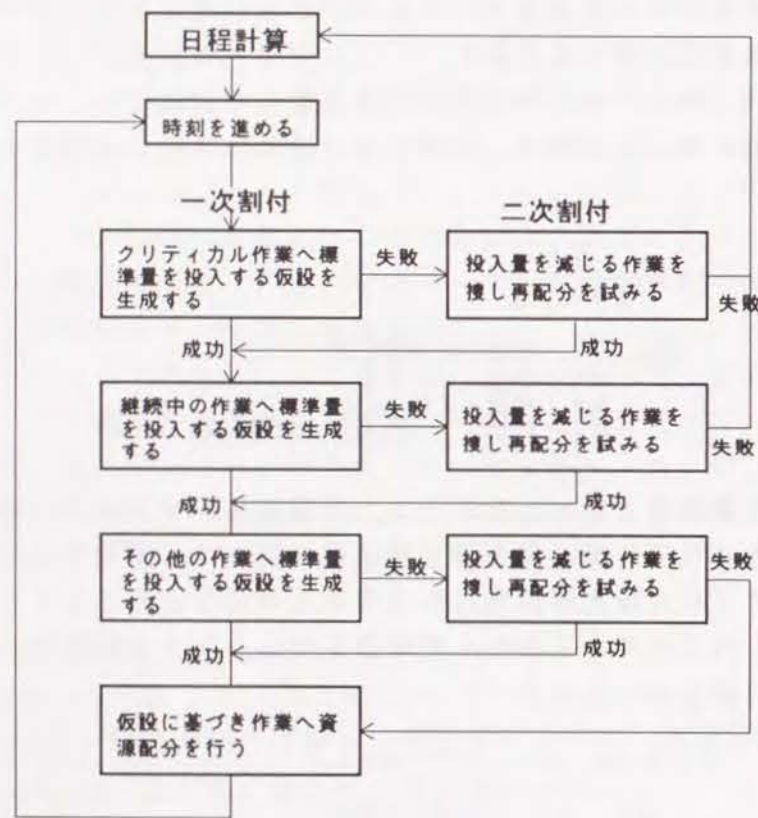 日程計算
時刻を進める
一次割付
二次割付
クリティカル作業へ標
準量を投入する仮設を
生成する
失敗
投入量を減じる作業を
捜し再配分を試みる
失敗
成功
成功
継続中の作業へ標準量
を投入する仮設を生成
する
失敗
投入量を減じる作業を
捜し再配分を試みる
失敗
成功
成功
その他の作業へ標準量
を投入する仮設を生成
する
失敗
投入量を減じる作業を
捜し再配分を試みる
失敗
成功
成功
仮設に基づき作業へ資
源配分を行う